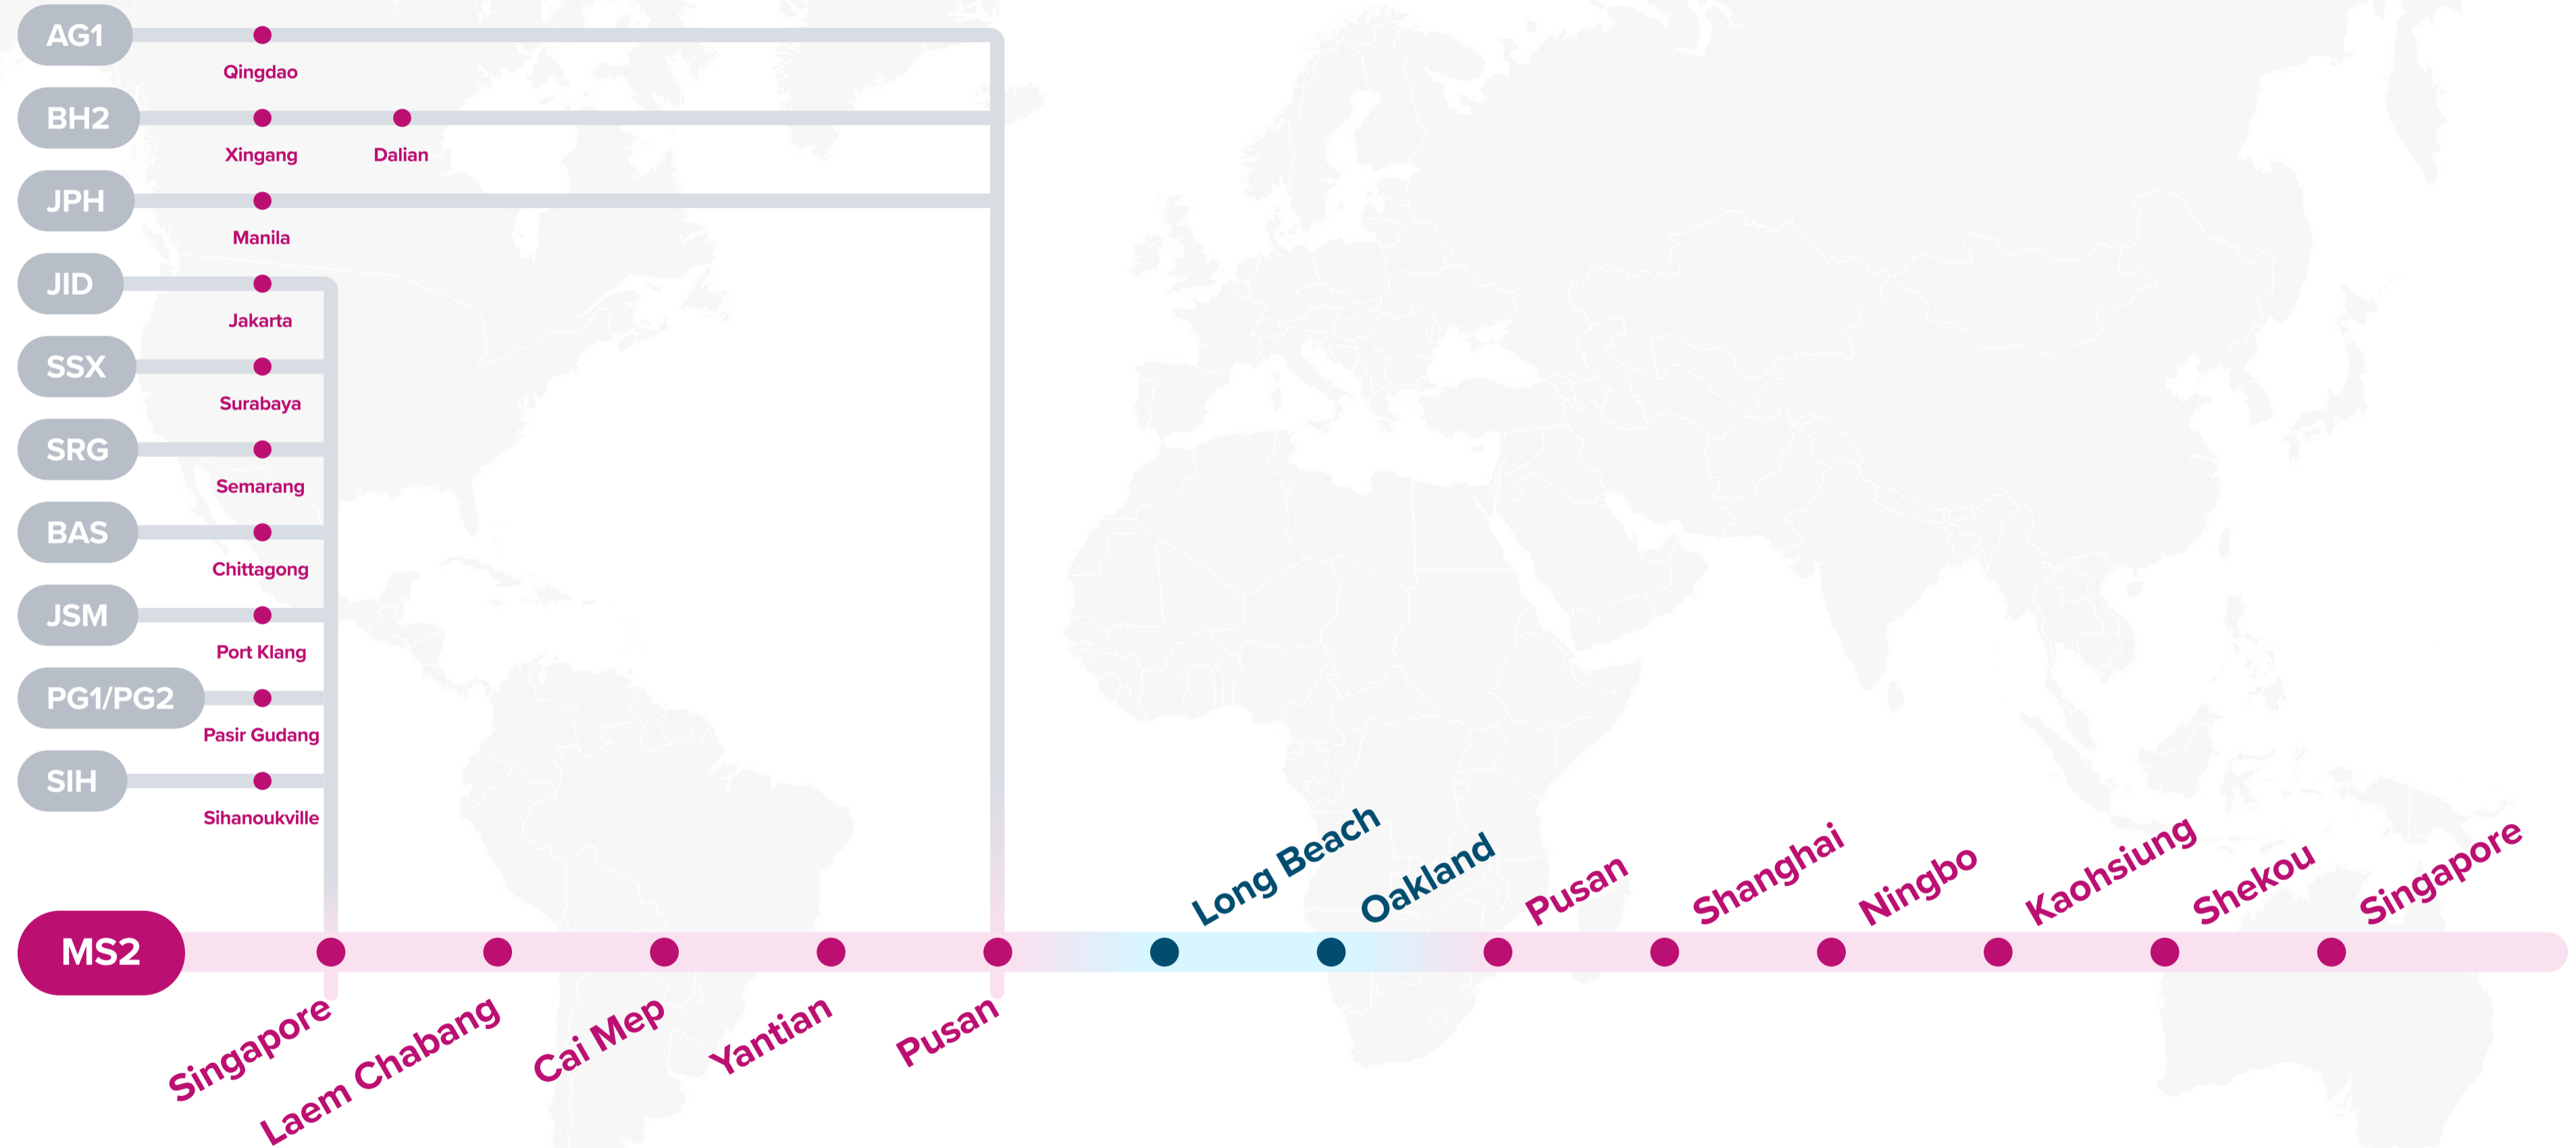 AG1
Qingdao
BH2
Xingang
Dalian
JPH
Manila
JID
Jakarta
SSX
Surabaya
SRG
Semarang
BAS
Chittagong
JSM
Port Klang
PG1/PG2
Pasir Gudang
SIH
Sihanoukville
MS2
Singapore
Laem Chabang
Cai Mep
Yantian
Pusan
Long Beach
Oakland
Pusan
Shanghai
Ningbo
Kaohsiung
Shekou
Singapore